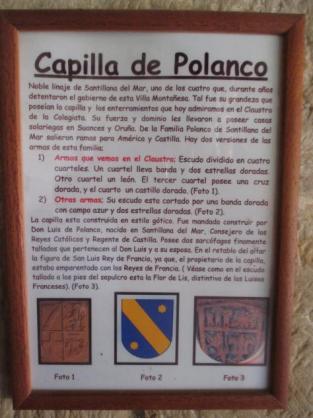 Capilla de Polanco
Noble linaje de Santillana del Mar, uno de los cuatro que, durante años
detentaron el gobierno de esta Villa Montañesa. Tal fue su grandeza que
poseían la capilla y los enterramientos que hoy admiramos en el Claustro
de la Colegiata. Su fuerza y dominio les llevaron a poseer casas
solariegas en Suances y Oruña. De la Familia Polanco de Santillana del
Mar salieron ramas para América y Castilla. Hay dos versiones de las
armas de esta familia:
1) Armas que vemos en el Claustro; Escudo dividido en cuatro
cuarteles. Un cuartel lleva barda y dos estrellas doradas.
Otro cuartel un león. El tercer cuartel posee una cruz
dorada, y el cuarto un castillo dorado. (Foto 1).
2) Otras armas; Su escudo esta cortado por una banda dorada
con campo azul y dos estrellas doradas. (Foto 2).
La capilla esta construida en estilo gótico. Fue mandado construir por
Don Luis de Polanco, nacido en Santillana del Mar, Consejero de los
Reyes Católicos y Regente de Castilla. Posee dos sarcófagos finamente
tallados que pertenecen al Don Luis y a su esposa. En el retablo del altar
la figura de San Luis Rey de Francia, ya que, el propietario de la capilla,
estaba emparentado con los Reyes de Francia. ( Véase como en el escudo
tallado a los pies del sepulcro esta la Flor de Lis, distintivo de los Luises
Franceses). (Foto 3).
Foto 1
Foto 2
Foto 3